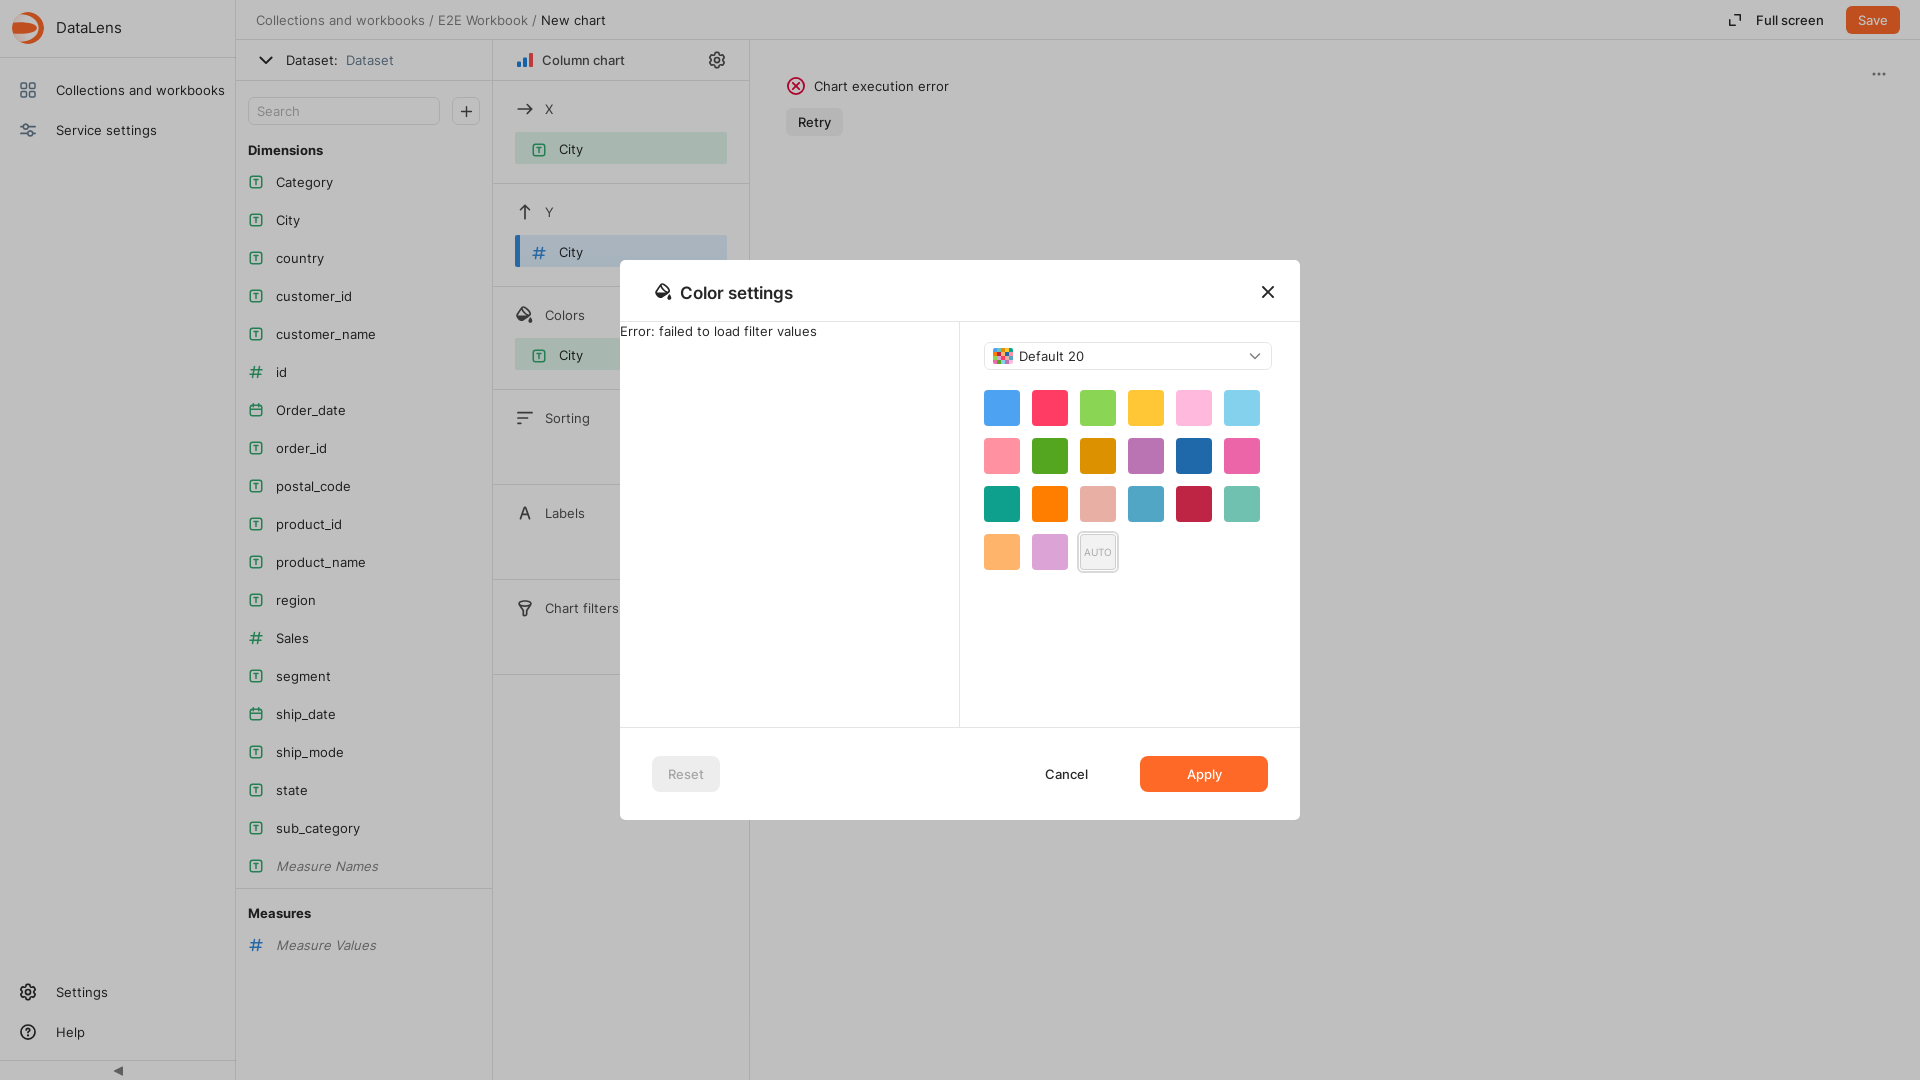 DataLens
Collections and workbooks
Service settings
Settings
Help
Collections and workbooks / E2E Workbook / New chart
Full screen
Save
Dataset: Dataset
Search
Dimensions
Category
City
country
customer_id
customer_name
id
Order_date
order_id
postal_code
product_id
product_name
region
Sales
segment
ship_date
ship_mode
state
sub_category
Measure Names
Measures
Measure Values
Column chart
X
City
Y
City
Colors
City
Sorting
Labels
Chart filters
Chart execution error
Retry
Color settings
Error: failed to load filter values
Default 20
AUTO
Reset
Cancel
Apply